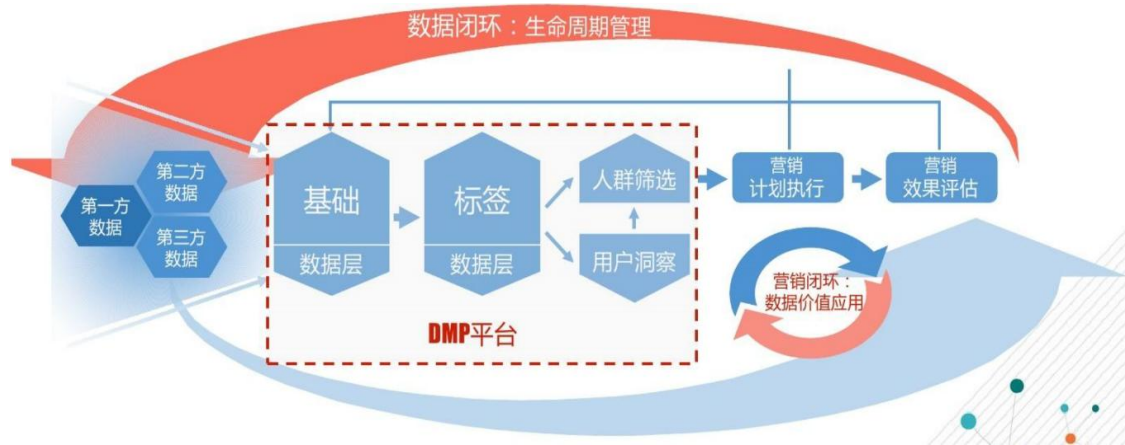 数据闭环：生命周期管理
第一方
数据
第二方
数据
第三方
数据
基础
数据层
标签
数据层
人群筛选
用户洞察
DMP平台
营销
计划执行
营销
效果评估
营销闭环：
数据价值应用